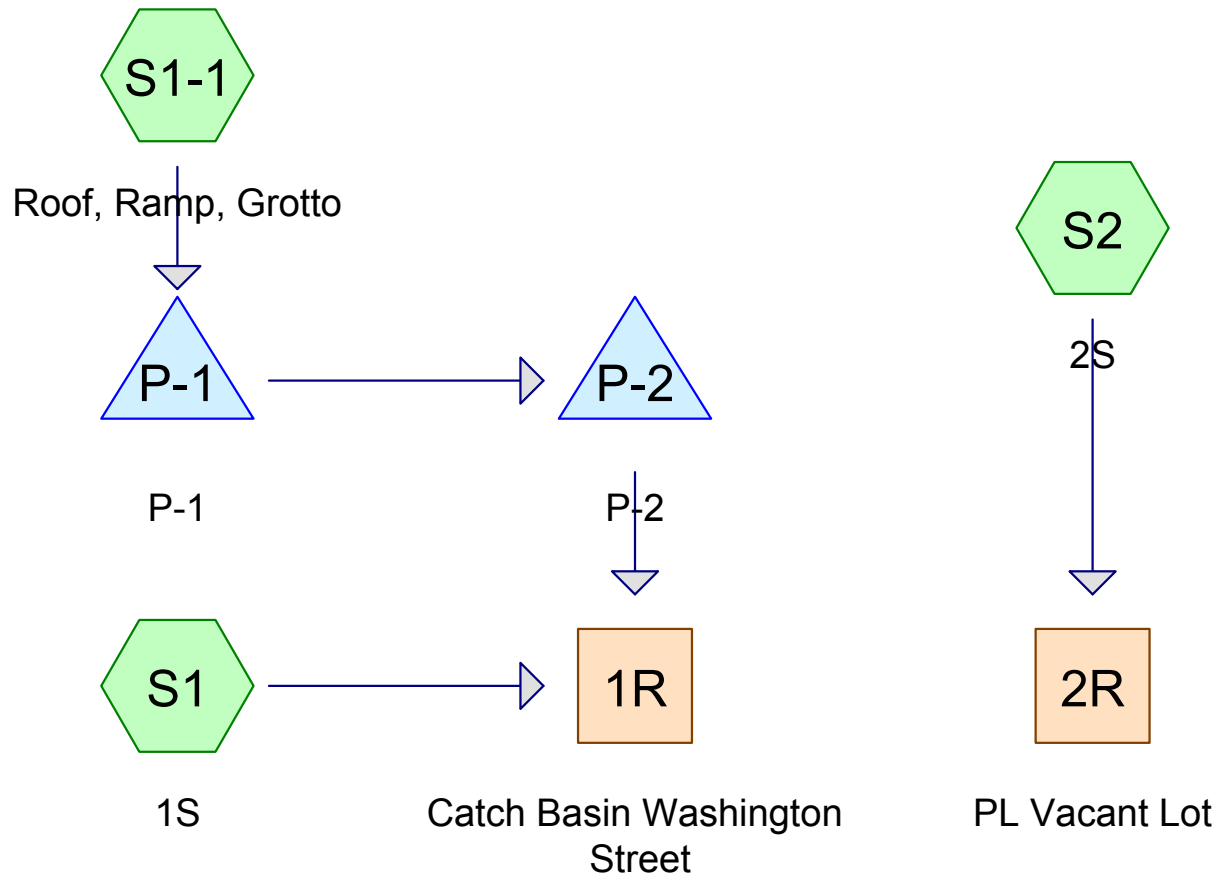 S1-1
Roof, Ramp, Grotto
S2
2S
P-1
P-2
P-1
P-2
S1
1R
2R
1S
Catch Basin Washington
Street
PL Vacant Lot